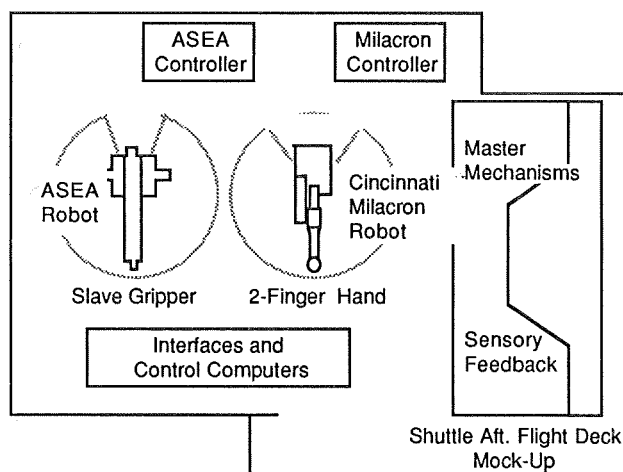 ASEA
Controller
Milacron
Controller
ASEA
Robot
Cincinnati
Milacron
Robot
Master
Mechanisms
Slave Gripper
2-Finger Hand
Interfaces and
Control Computers
Sensory
Feedback
Shuttle Aft. Flight Deck
Mock-Up